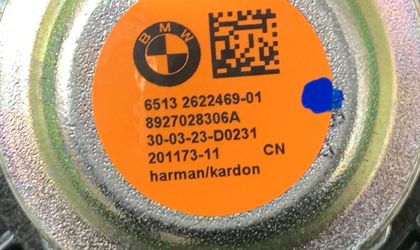 BMW
6513 2622469-01
8927028306A
30-03-23-D0231
201173-11 CN
harman/kardon